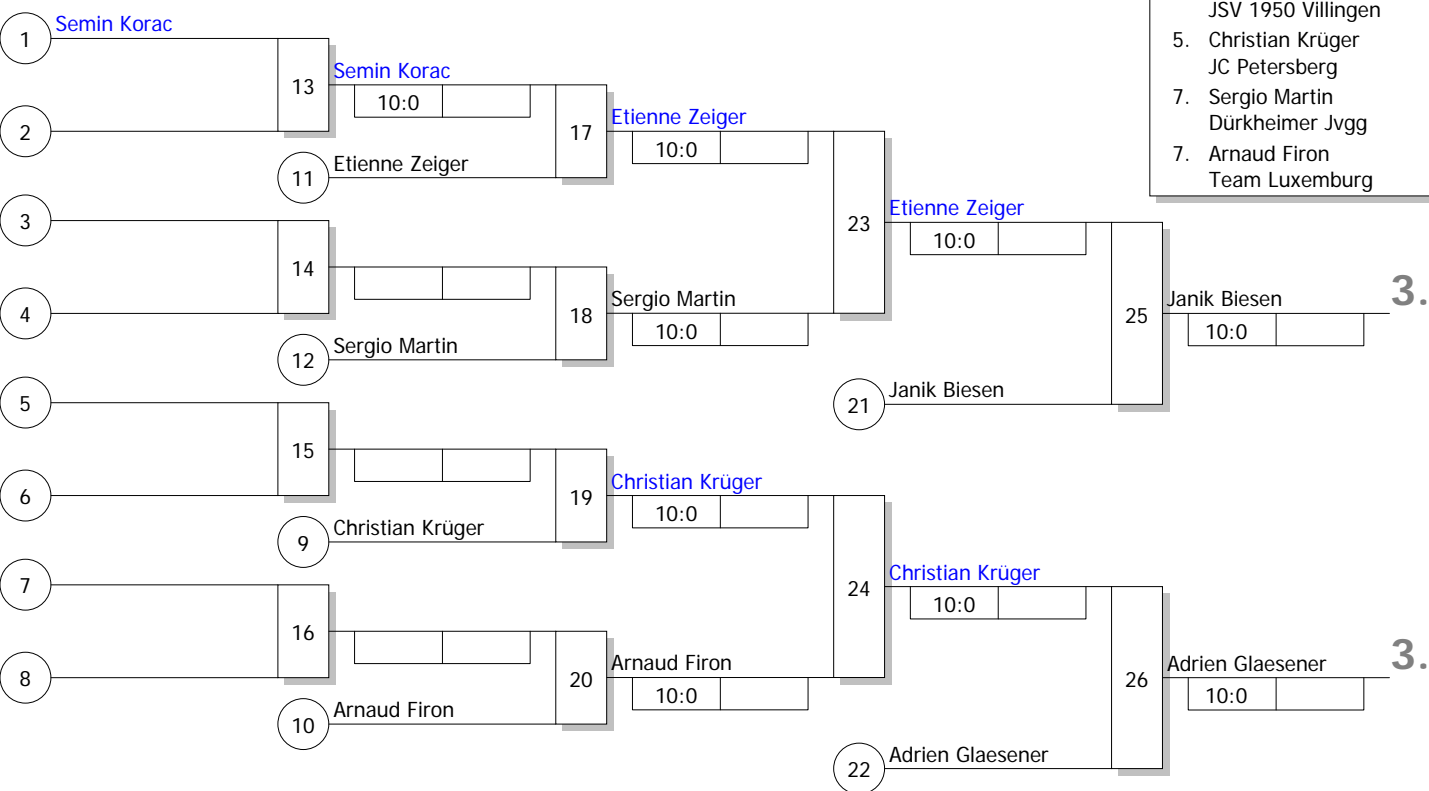 JSV 1950 Villingen
5. Christian Krüger
JC Petersberg
7. Sergio Martin
Dürkheimer Jvgg
7. Arnaud Firon
Team Luxemburg
1 Semin Korac
13 Semin Korac
10:0
2
17 Etienne Zeiger
10:0
11 Etienne Zeiger
3
23 Etienne Zeiger
10:0
14
4
18 Sergio Martin
10:0
12 Sergio Martin
25 Janik Biesen 3.
10:0
5
21 Janik Biesen
15
6
19 Christian Krüger
10:0
9 Christian Krüger
7
24 Christian Krüger
10:0
16
8
20 Arnaud Firon
10:0
10 Arnaud Firon
26 Adrien Glaesener 3.
10:0
22 Adrien Glaesener